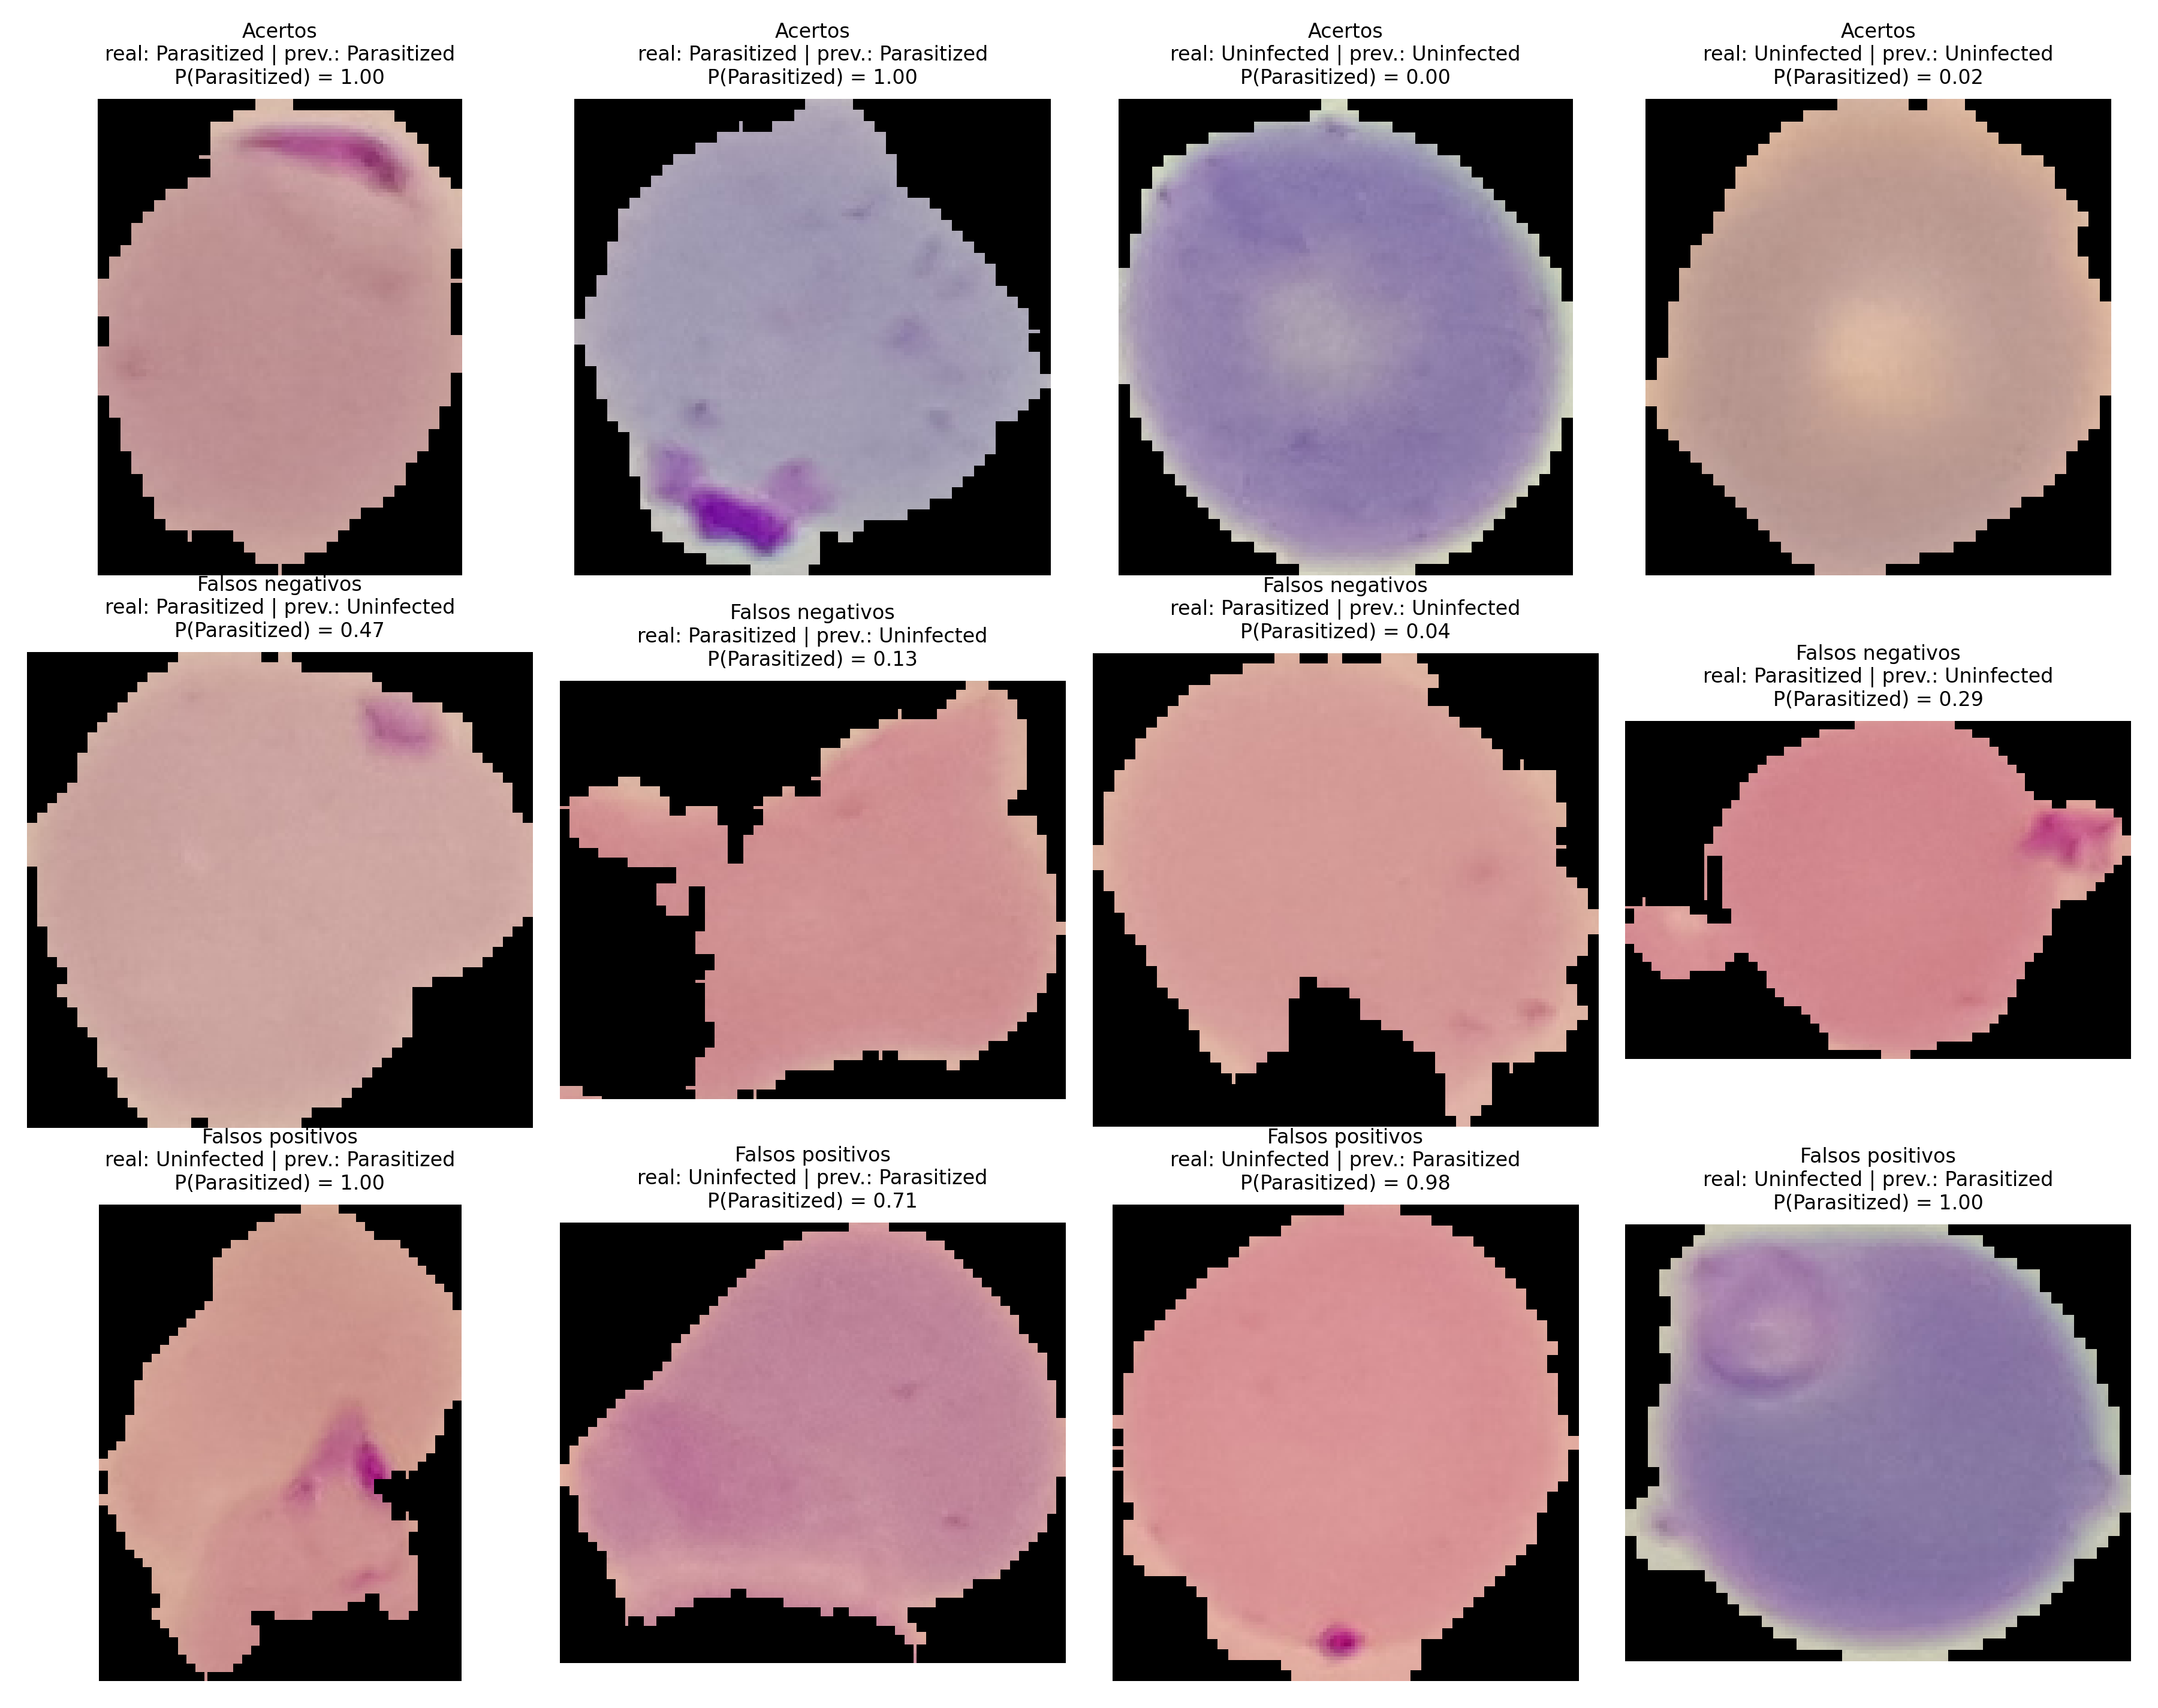 Acertos
real: Parasitized | prev.: Parasitized
P(Parasitized) = 1.00
Acertos
real: Parasitized | prev.: Parasitized
P(Parasitized) = 1.00
Acertos
real: Uninfected | prev.: Uninfected
P(Parasitized) = 0.00
Acertos
real: Uninfected | prev.: Uninfected
P(Parasitized) = 0.02
Falsos negativos
real: Parasitized | prev.: Uninfected
P(Parasitized) = 0.47
Falsos negativos
real: Parasitized | prev.: Uninfected
P(Parasitized) = 0.13
Falsos negativos
real: Parasitized | prev.: Uninfected
P(Parasitized) = 0.04
Falsos negativos
real: Parasitized | prev.: Uninfected
P(Parasitized) = 0.29
Falsos positivos
real: Uninfected | prev.: Parasitized
P(Parasitized) = 1.00
Falsos positivos
real: Uninfected | prev.: Parasitized
P(Parasitized) = 0.71
Falsos positivos
real: Uninfected | prev.: Parasitized
P(Parasitized) = 0.98
Falsos positivos
real: Uninfected | prev.: Parasitized
P(Parasitized) = 1.00